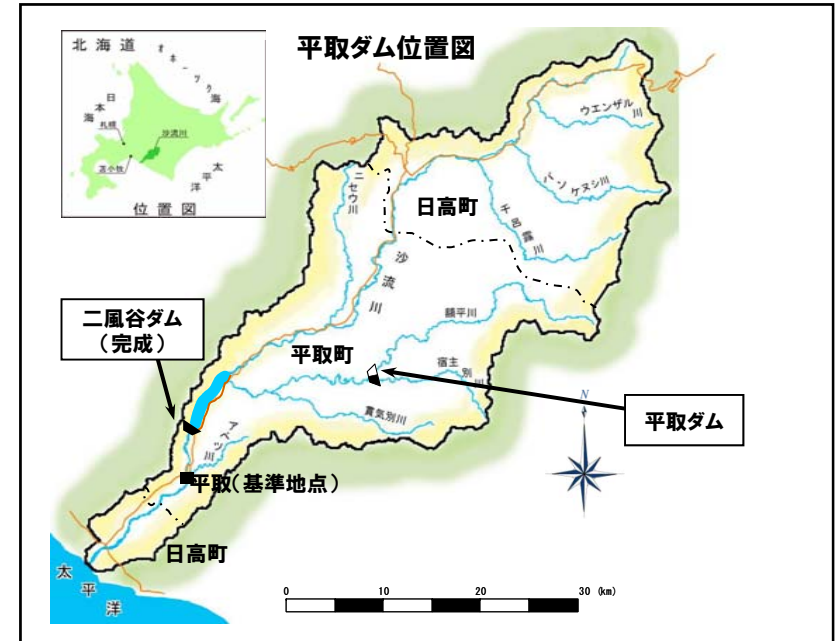 平取ダム位置図
北海道
オホーツク海
日本海
札幌
苫小牧
沙流川
太平洋
位置図
ウエンザル川
パンケヌシ川
千呂露川
ニセウ川
日高町
沙流川
額平川
二風谷ダム
（完成）
平取町
宿主別川
平取ダム
貫気別川
アベツ川
N
平取（基準地点）
日高町
太平洋
0 10 20 30 (km)